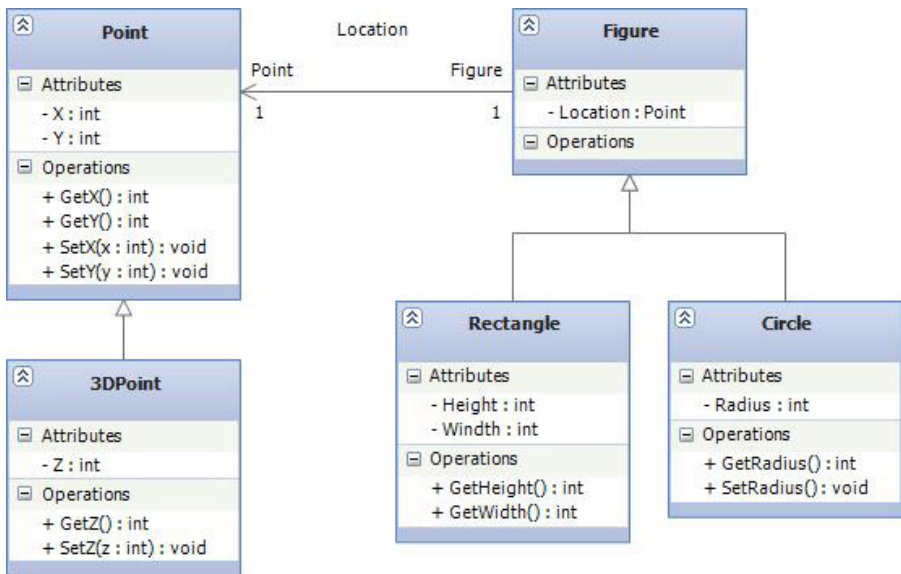 Point
Attributes
- X : int
- Y : int
Operations
+ GetX() : int
+ GetY() : int
+ SetX(x : int) : void
+ SetY(y : int) : void
Location
Point
Figure
1
1
Figure
Attributes
- Location : Point
Operations
3DPoint
Attributes
- Z : int
Operations
+ GetZ() : int
+ SetZ(z : int) : void
Rectangle
Attributes
- Height : int
- Windth : int
Operations
+ GetHeight() : int
+ GetWidth() : int
Circle
Attributes
- Radius : int
Operations
+ GetRadius() : int
+ SetRadius() : void